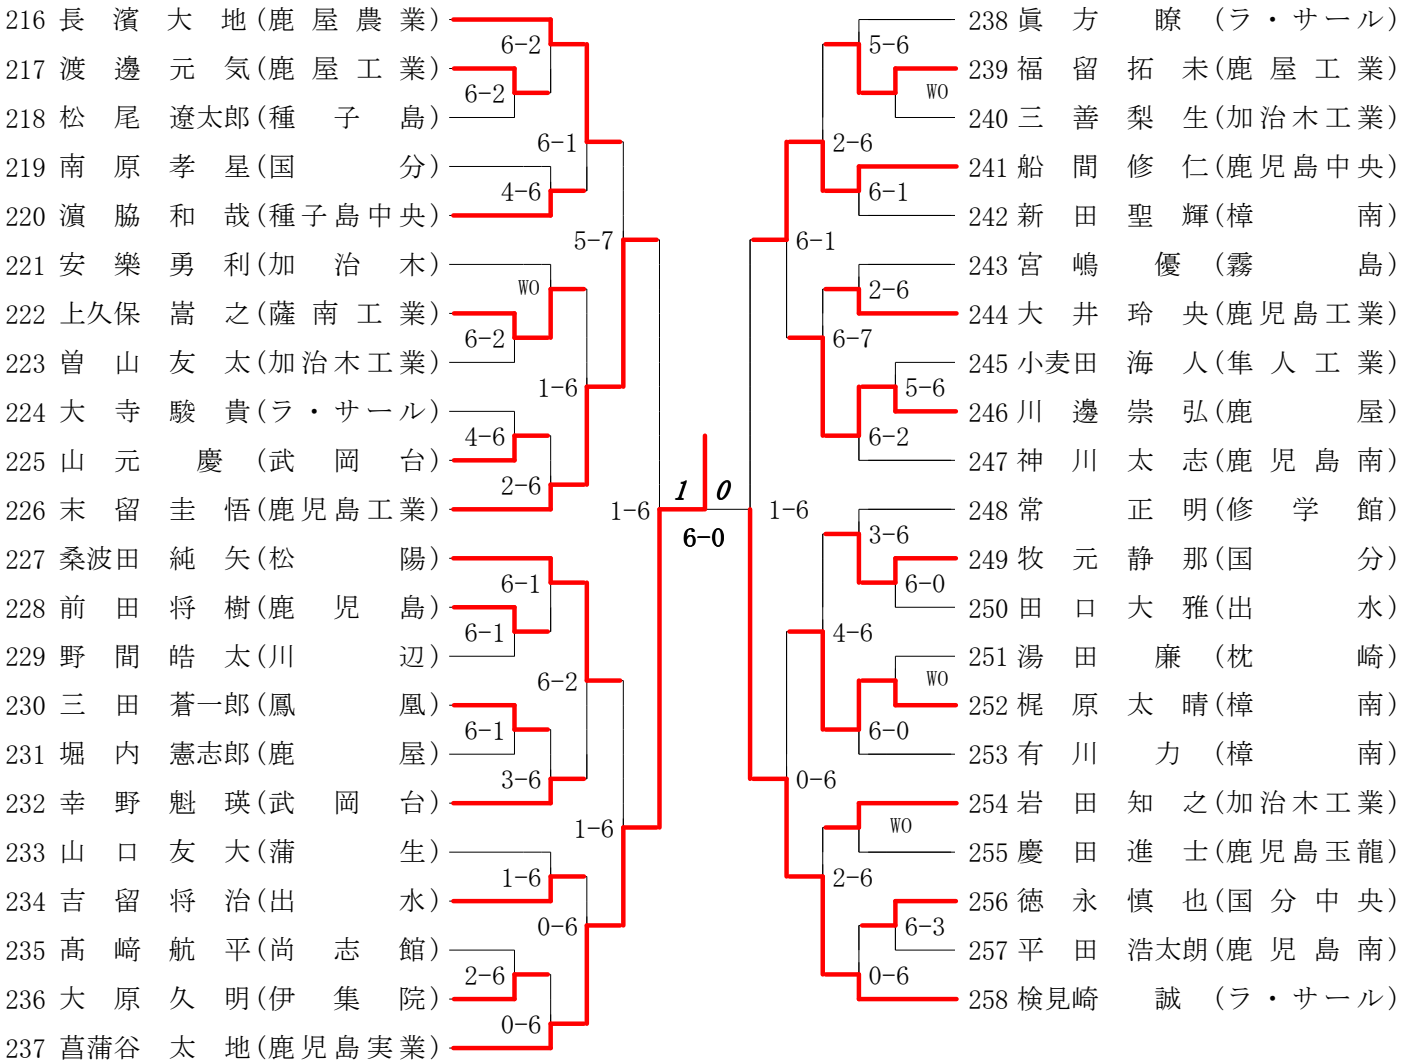 216 長 濱 大 地 (鹿 屋 農 業)
6-2
217 渡 邊 元 気 (鹿 屋 工 業)
6-2
218 松 尾 遼太郎 (種 子 島)
6-1
219 南 原 孝 星 (国 分)
4-6
220 濵 脇 和 哉 (種子島中央)
5-7
221 安 樂 勇 利 (加 治 木)
WO
222 上久保 嵩 之 (薩 南 工 業)
6-2
223 曽 山 友 太 (加治木工業)
1-6
224 大 寺 駿 貴 (ラ・サール)
4-6
225 山 元 慶 (武 岡 台)
2-6
226 末 留 圭 悟 (鹿児島工業)
1-6
227 桑波田 純 矢 (松 陽)
6-1
228 前 田 将 樹 (鹿 児 島)
6-1
229 野 間 皓 太 (川 辺)
6-2
230 三 田 蒼一郎 (鳳 凰)
6-1
231 堀 内 憲志郎 (鹿 屋)
3-6
232 幸 野 魁 瑛 (武 岡 台)
1-6
233 山 口 友 大 (蒲 生)
1-6
234 吉 留 将 治 (出 水)
0-6
235 髙 﨑 航 平 (尚 志 館)
2-6
236 大 原 久 明 (伊 集 院)
0-6
237 菖蒲谷 太 地 (鹿児島実業)
1 0
6-0
238 眞 方 瞭 (ラ・サール)
5-6
239 福 留 拓 未 (鹿 屋 工 業)
WO
240 三 善 梨 生 (加治木工業)
2-6
241 船 間 修 仁 (鹿児島中央)
6-1
242 新 田 聖 輝 (樟 南)
6-1
243 宮 嶋 優 (霧 島)
2-6
244 大 井 玲 央 (鹿児島工業)
6-7
245 小麦田 海 人 (隼 人 工 業)
5-6
246 川 邊 崇 弘 (鹿 屋)
6-2
247 神 川 太 志 (鹿 児 島 南)
1-6
248 常 正 明 (修 学 館)
3-6
249 牧 元 静 那 (国 分)
6-0
250 田 口 大 雅 (出 水)
4-6
251 湯 田 廉 (枕 崎)
WO
252 梶 原 太 晴 (樟 南)
6-0
253 有 川 力 (樟 南)
0-6
254 岩 田 知 之 (加治木工業)
WO
255 慶 田 進 士 (鹿児島玉龍)
2-6
256 徳 永 慎 也 (国 分 中 央)
6-3
257 平 田 浩太朗 (鹿 児 島 南)
0-6
258 検見崎 誠 (ラ・サール)